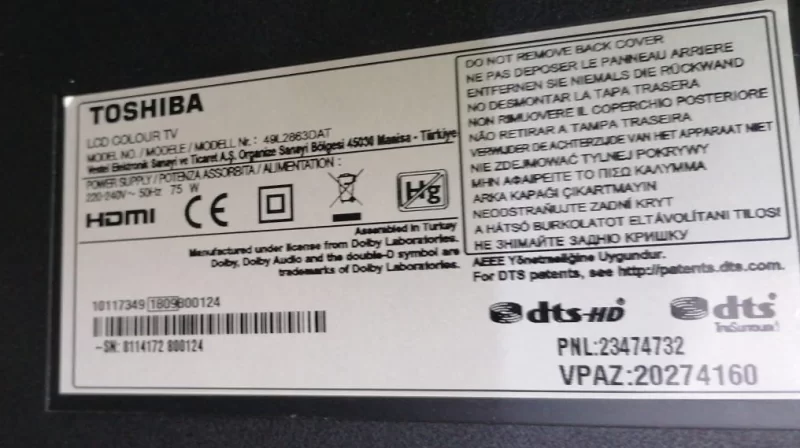 TOSHIBA
LCD COLOUR TV
MODEL NO./ MODELE / MODELL Nr. : 49L2863DAT
Vestel Elektronik Sanayi ve Ticaret A.Ş. Organize Sanayi Bölgesi 45030 Manisa - Türkiye
POWER SUPPLY / POTENZA ASSORBITA / ALIMENTATION :
220-240V~ 50Hz 75 W
HDMI CE Hg
Assembled in Turkey
Manufactured under license from Dolby Laboratories.
Dolby, Dolby Audio and the double-D symbol are
trademarks of Dolby Laboratories.
10117349 1809800124
-SN: 8114172 800124
DO NOT REMOVE BACK COVER
NE PAS DEPOSER LE PANNEAU ARRIERE
ENTFERNEN SIE NIEMALS DIE RÜCKWAND
NO DESMONTAR LA TAPA TRASERA
NON RIMUOVERE IL COPERCHIO POSTERIORE
NÃO RETIRAR A TAMPA TRASEIRA
VERWIJDER DE ACHTERZIJDE VAN HET APPARAAT NIET
NIE ZDEJMOWAĆ TYLNEJ POKRYWY
ΜΗΝ ΑΦΑΙΡΕΙΤΕ ΤΟ ΠΙΣΩ ΚΑΛΥΜΜΑ
ARKA KAPAĞI ÇIKARTMAYIN
NEODSTRAŇUJTE ZADNÍ KRYT
A HÁTSÓ BURKOLATOT ELTÁVOLÍTANI TILOS!
НЕ ЗНІМАЙТЕ ЗАДНЮ КРИШКУ
AEEE Yönetmeliğine Uygundur.
For DTS patents, see http://patents.dts.com.
dts-HD dts
TruSurround
PNL:23474732
VPAZ:20274160